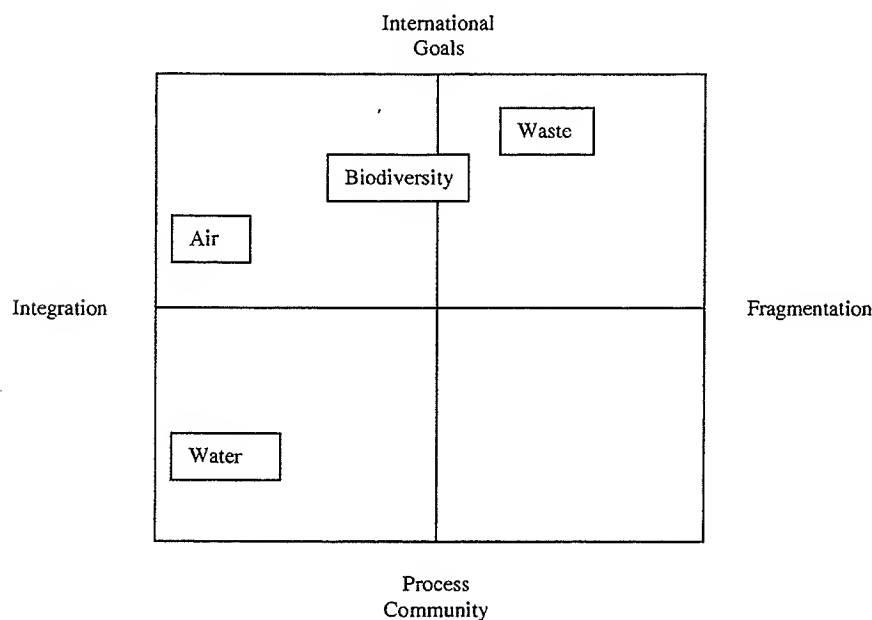 International
Goals
Waste
Biodiversity
Air
Integration
Fragmentation
Water
Process
Community